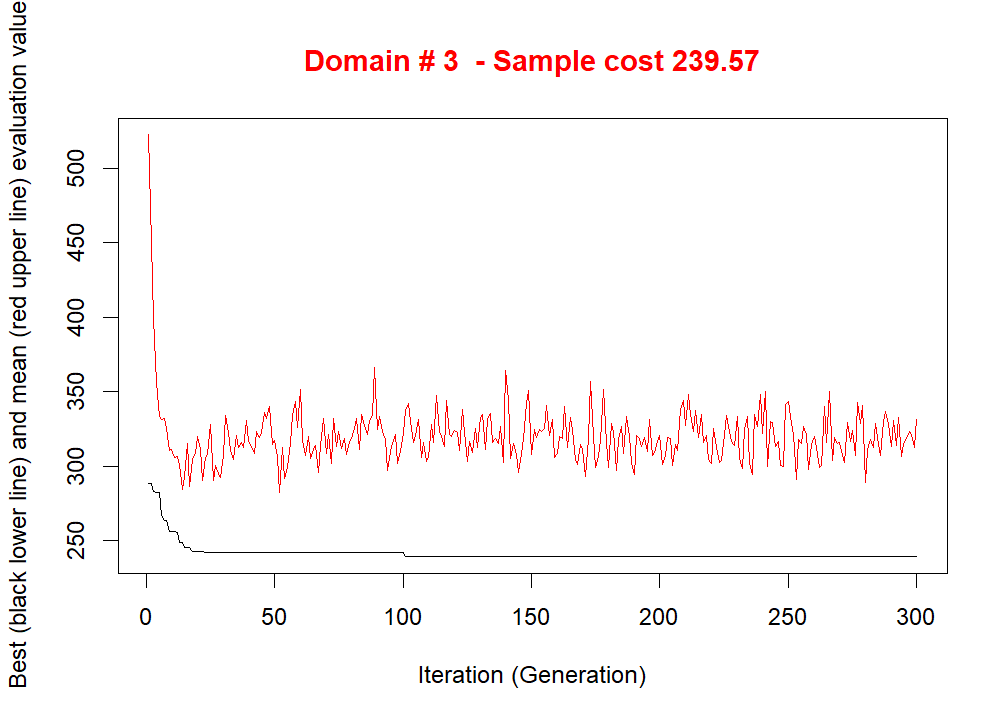 Domain # 3  - Sample cost 239.57
Best (black lower line) and mean (red upper line) evaluation value
500
450
400
350
300
250
0 50 100 150 200 250 300
Iteration (Generation)